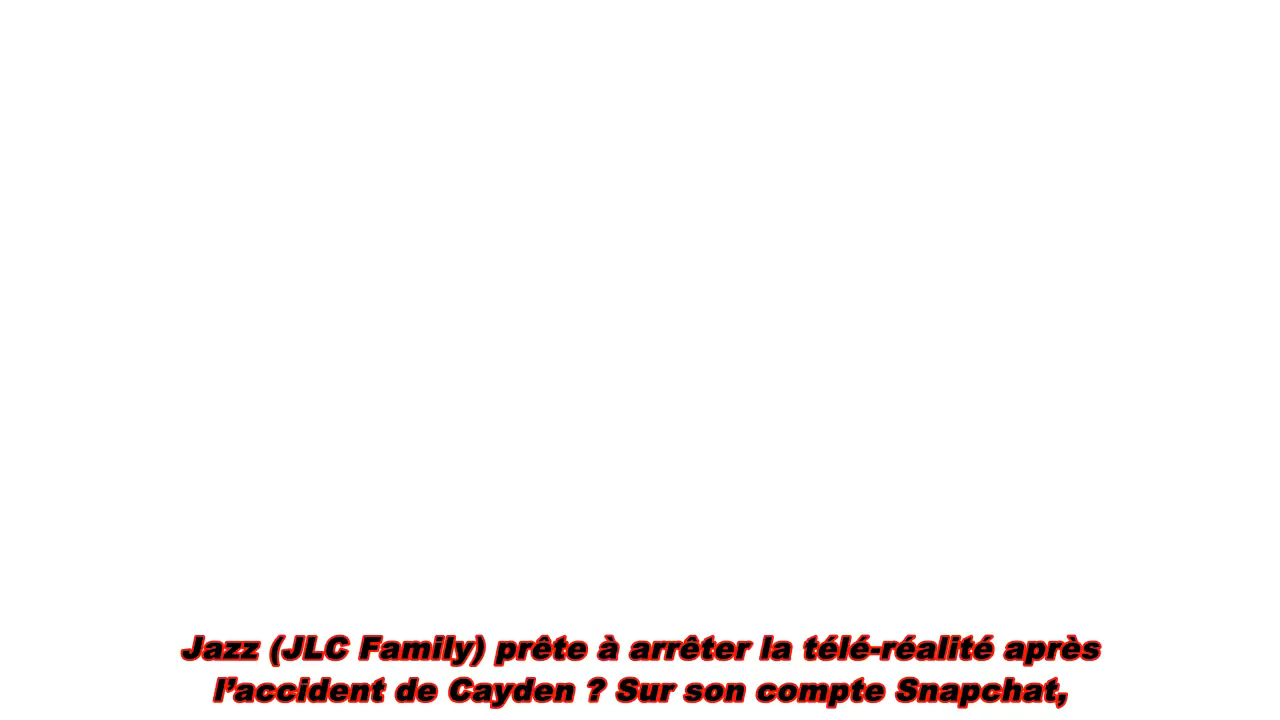 Jazz (JLC Family) prête à arrêter la télé-réalité après
l’accident de Cayden ? Sur son compte Snapchat,